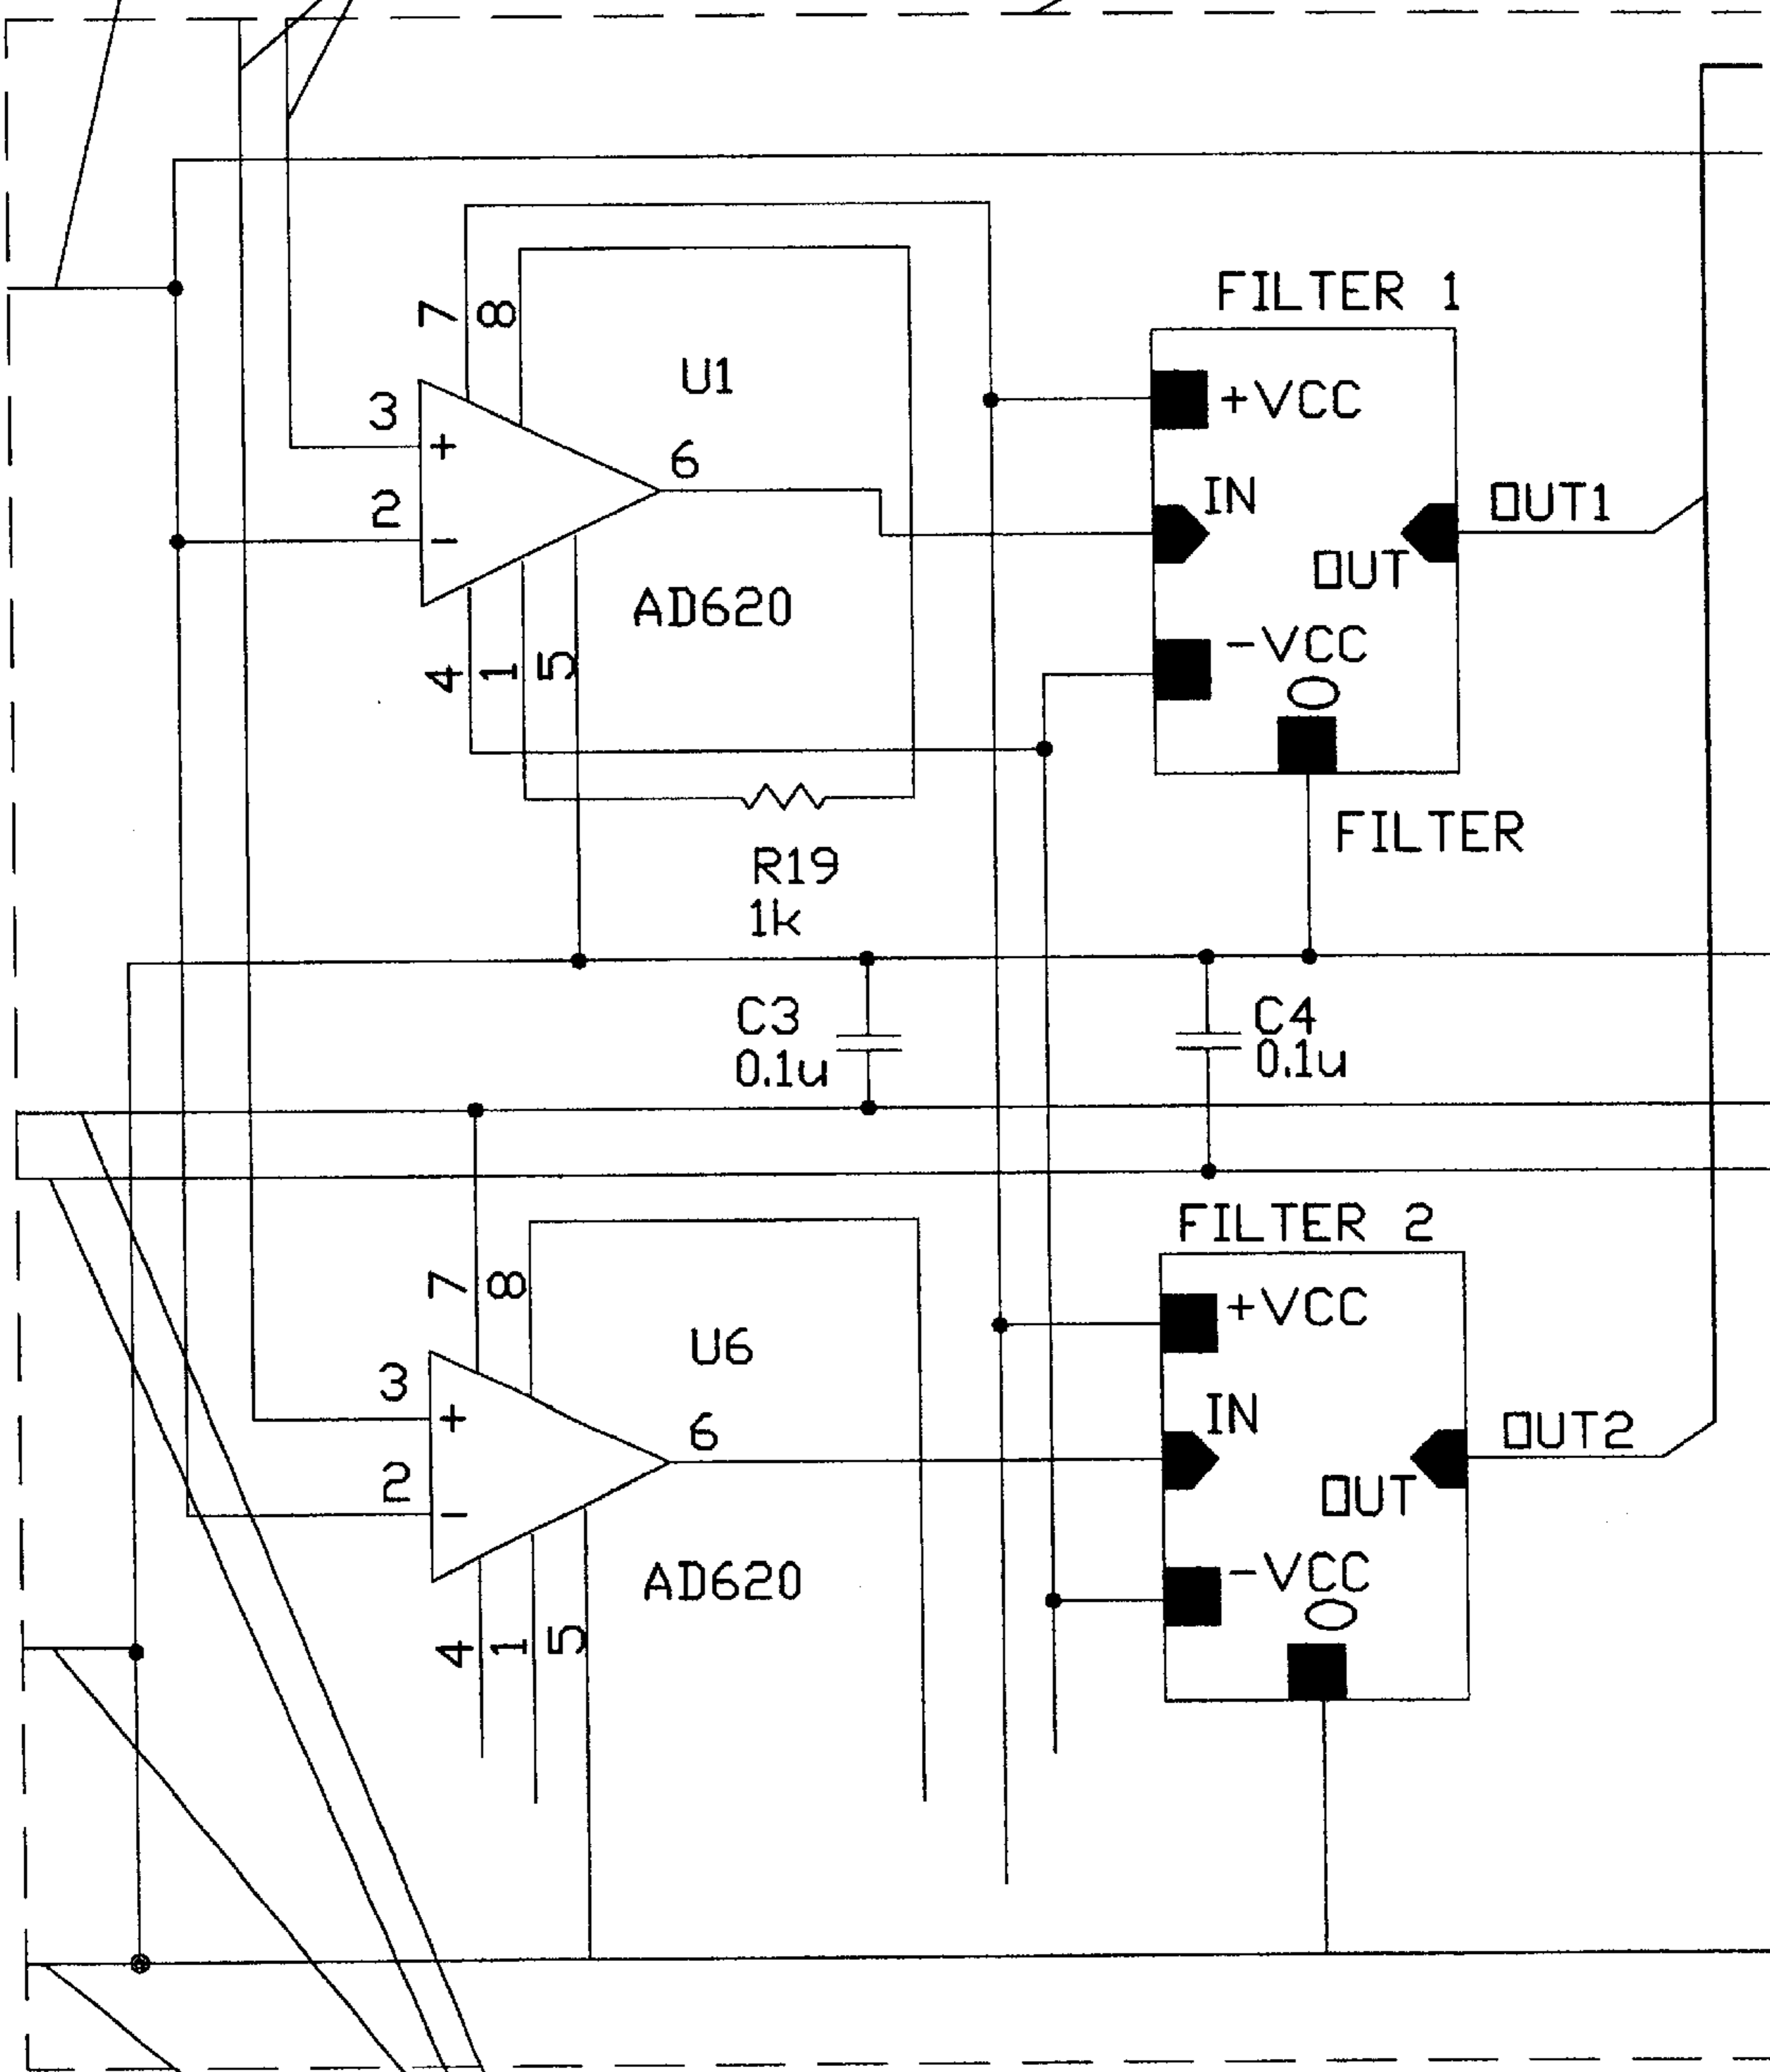 FILTER 1
7
8
U1
3
+
+VCC
6
IN
2
-
OUT1
OUT
AD620
-VCC
4
1
5
0
FILTER
R19
1k
C3
0.1u
C4
0.1u
FILTER 2
7
8
+VCC
U6
3
+
IN
6
OUT2
2
-
OUT
AD620
-VCC
4
1
5
0